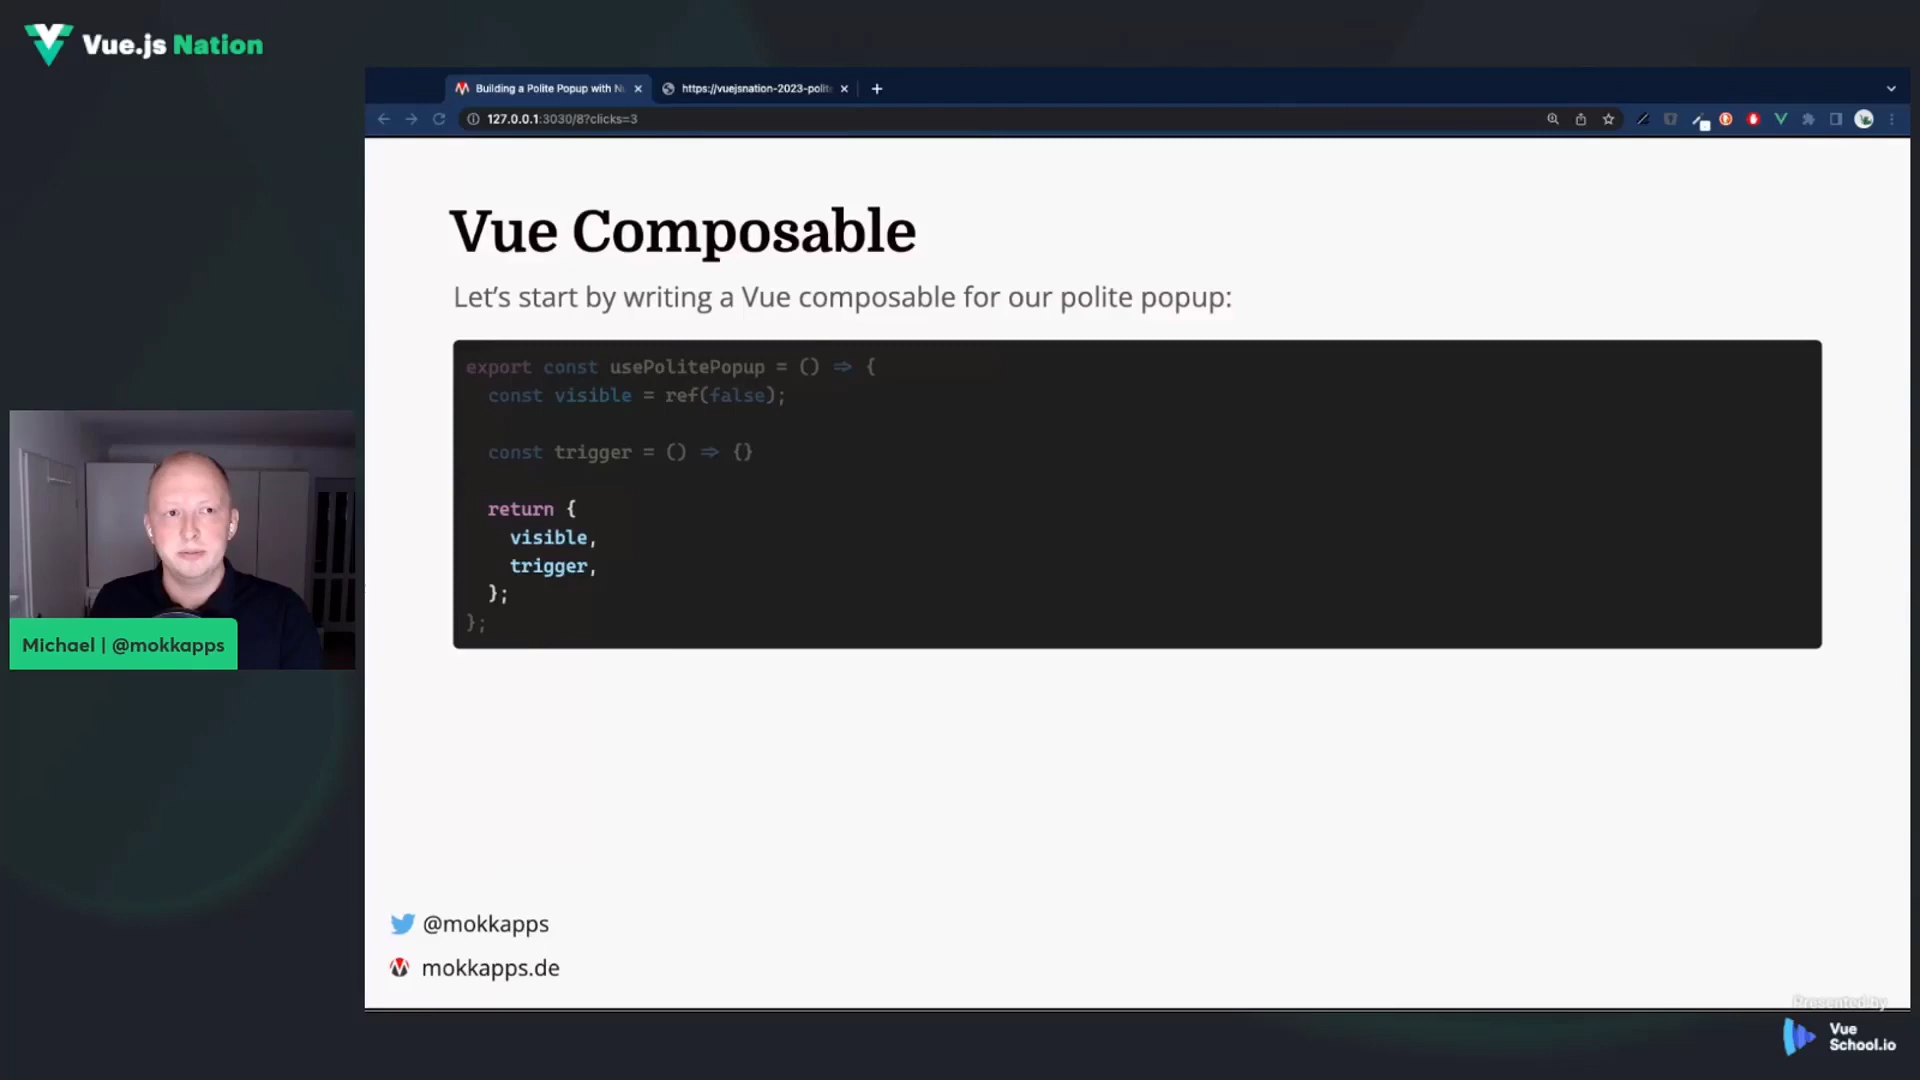 Vue.js Nation
Building a Polite Popup with N
https://vuejsnation-2023-polit
127.0.0.1:3030/8?clicks=3
Vue Composable
Let's start by writing a Vue composable for our polite popup:
export const usePolitePopup = () => {
const visible = ref(false);
const trigger = () => {}
return {
visible,
trigger,
};
};
Michael | @mokkapps
@mokkapps
mokkapps.de
Presented by
Vue
School.io